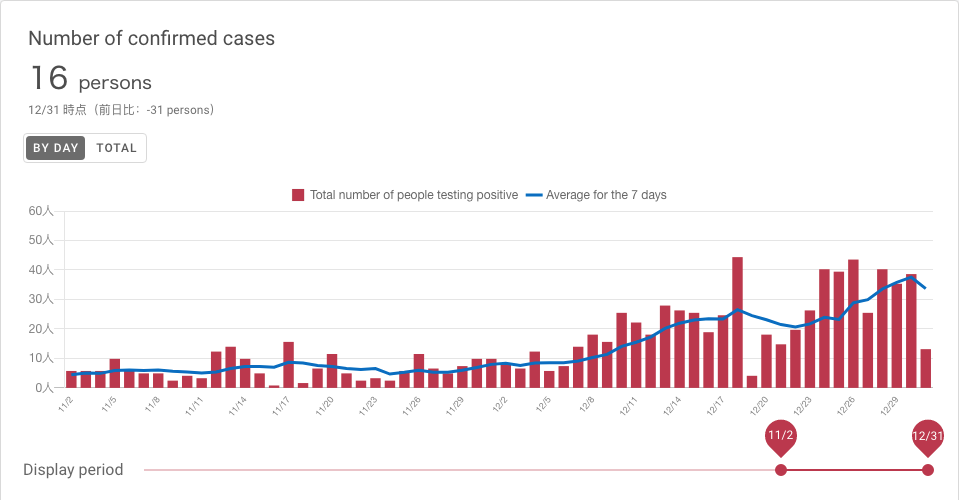 Number of confirmed cases
16 persons
12/31 時点（前日比：-31 persons）
BY DAY TOTAL
Total number of people testing positive Average for the 7 days
60人
50人
40人
30人
20人
10人
0人
11/2 11/5 11/8 11/11 11/14 11/17 11/20 11/23 11/26 11/29 12/2 12/5 12/8 12/11 12/14 12/17 12/20 12/23 12/26 12/29
11/2 12/31
Display period